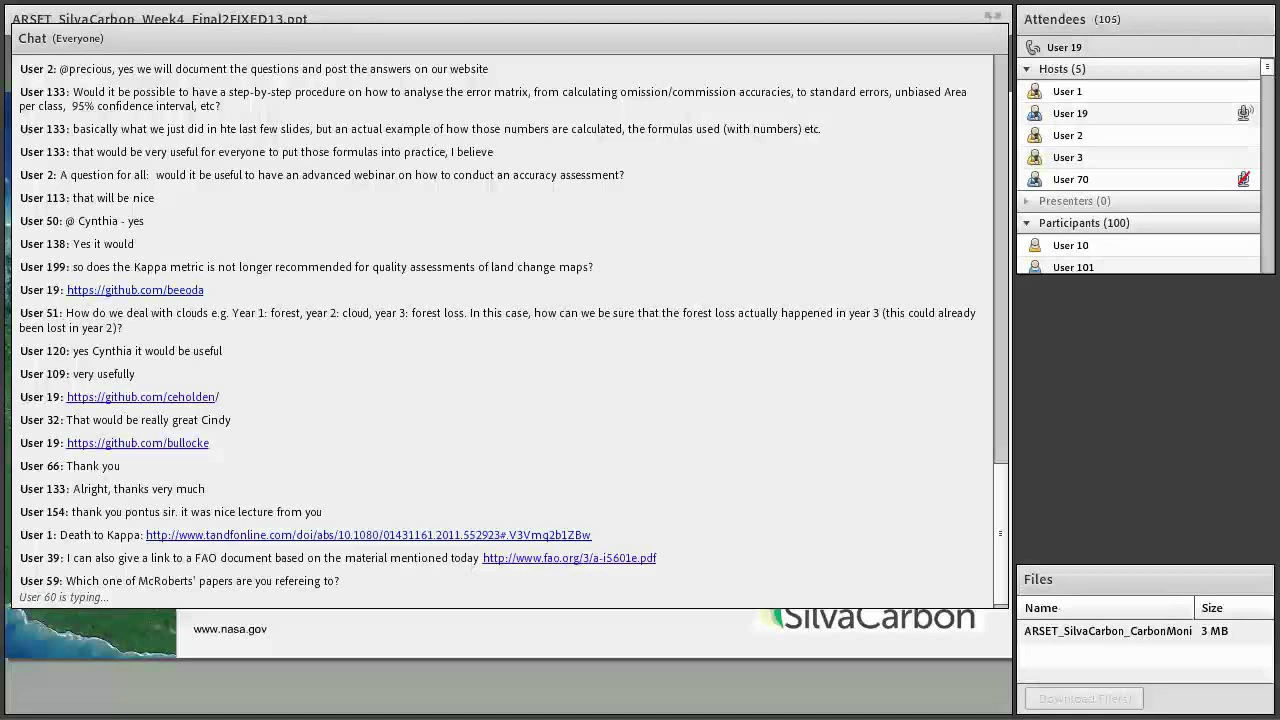 ARSET_SilvaCarbon_Week4_Final2FIXED13.ppt
Chat (Everyone)
User 2: @precious, yes we will document the questions and post the answers on our website
User 133: Would it be possible to have a step-by-step procedure on how to analyse the error matrix, from calculating omission/commission accuracies, to standard errors, unbiased Area
per class, 95% confidence interval, etc?
User 133: basically what we just did in hte last few slides, but an actual example of how those numbers are calculated, the formulas used (with numbers) etc.
User 133: that would be very useful for everyone to put those formulas into practice, I believe
User 2: A question for all: would it be useful to have an advanced webinar on how to conduct an accuracy assessment?
User 113: that will be nice
User 50: @ Cynthia - yes
User 138: Yes it would
User 199: so does the Kappa metric is not longer recommended for quality assessments of land change maps?
User 19: https://github.com/beeoda
User 51: How do we deal with clouds e.g. Year 1: forest, year 2: cloud, year 3: forest loss. In this case, how can we be sure that the forest loss actually happened in year 3 (this could already
been lost in year 2)?
User 120: yes Cynthia it would be useful
User 109: very usefully
User 19: https://github.com/ceholden/
User 32: That would be really great Cindy
User 19: https://github.com/bullocke
User 66: Thank you
User 133: Alright, thanks very much
User 154: thank you pontus sir. it was nice lecture from you
User 1: Death to Kappa: http://www.tandfonline.com/doi/abs/10.1080/01431161.2011.552923#.V3Vmq2b1ZBw
User 39: I can also give a link to a FAO document based on the material mentioned today http://www.fao.org/3/a-i5601e.pdf
User 59: Which one of McRoberts' papers are you refereing to?
User 60 is typing...
www.nasa.gov
SilvaCarbon
Attendees (105)
User 19
Hosts (5)
User 1
User 19
User 2
User 3
User 70
Presenters (0)
Participants (100)
User 10
User 101
Files
Name Size
ARSET_SilvaCarbon_CarbonMoni 3 MB
Download File(s)